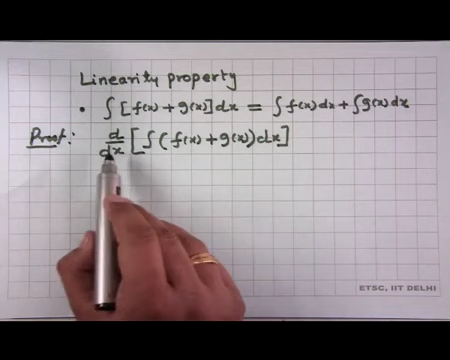 Linearity property
• ∫ [f(x) + g(x)] dx = ∫ f(x) dx + ∫ g(x) dx
Proof: d/dx [∫ (f(x) + g(x)) dx]
ETSC, IIT DELHI